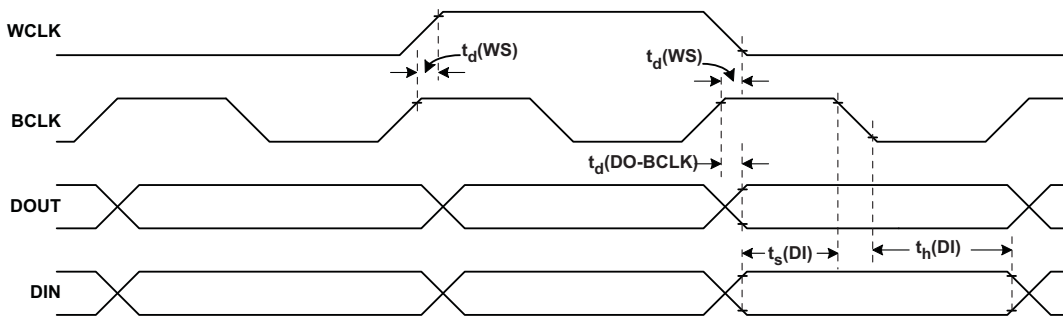 WCLK
td(WS)
td(WS)
BCLK
td(DO-BCLK)
DOUT
ts(DI)
th(DI)
DIN